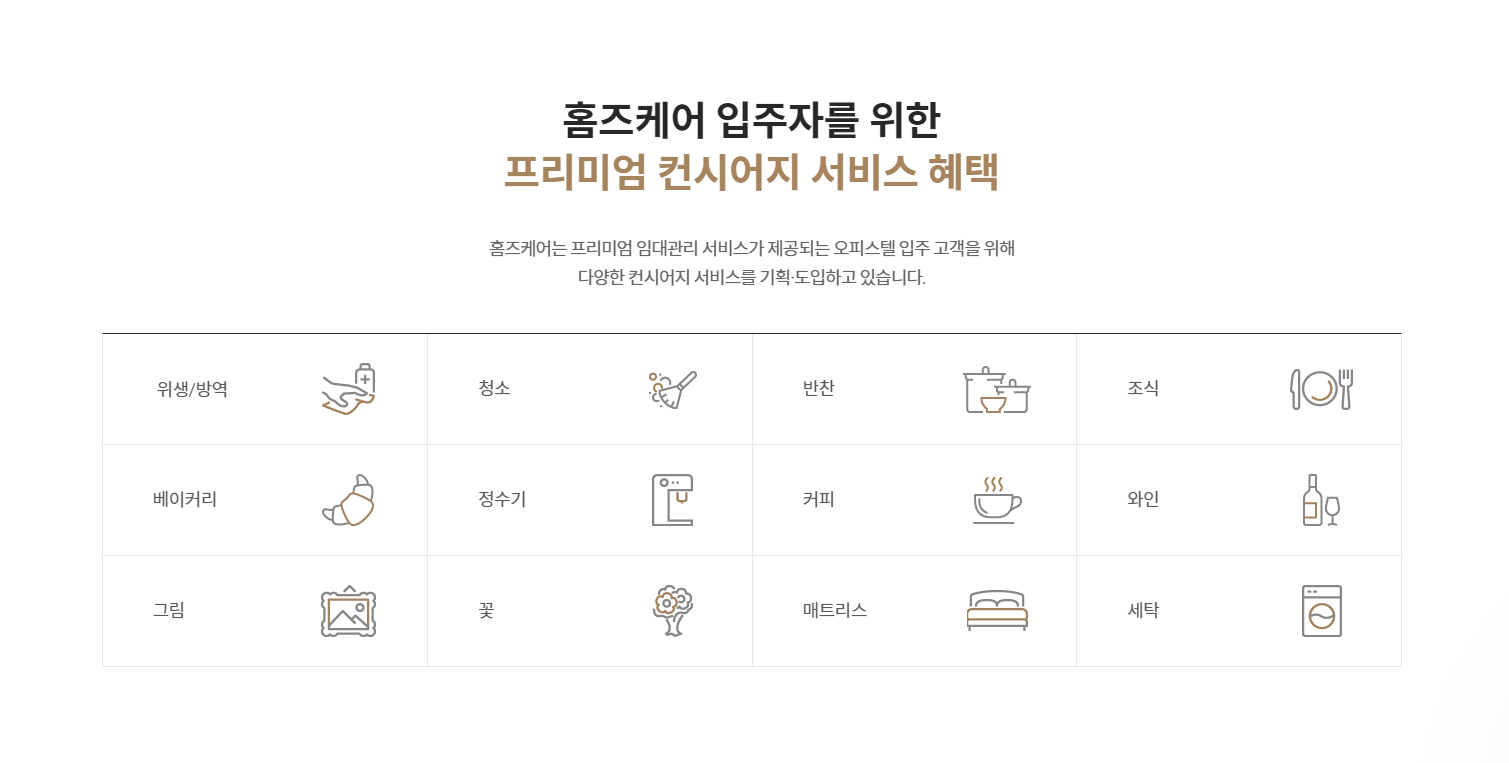 홈즈케어 입주자를 위한
프리미엄 컨시어지 서비스 혜택
홈즈케어는 프리미엄 임대관리 서비스가 제공되는 오피스텔 입주 고객을 위해
다양한 컨시어지 서비스를 기획·도입하고 있습니다.
위생/방역
청소
반찬
조식
베이커리
정수기
커피
와인
그림
꽃
매트리스
세탁